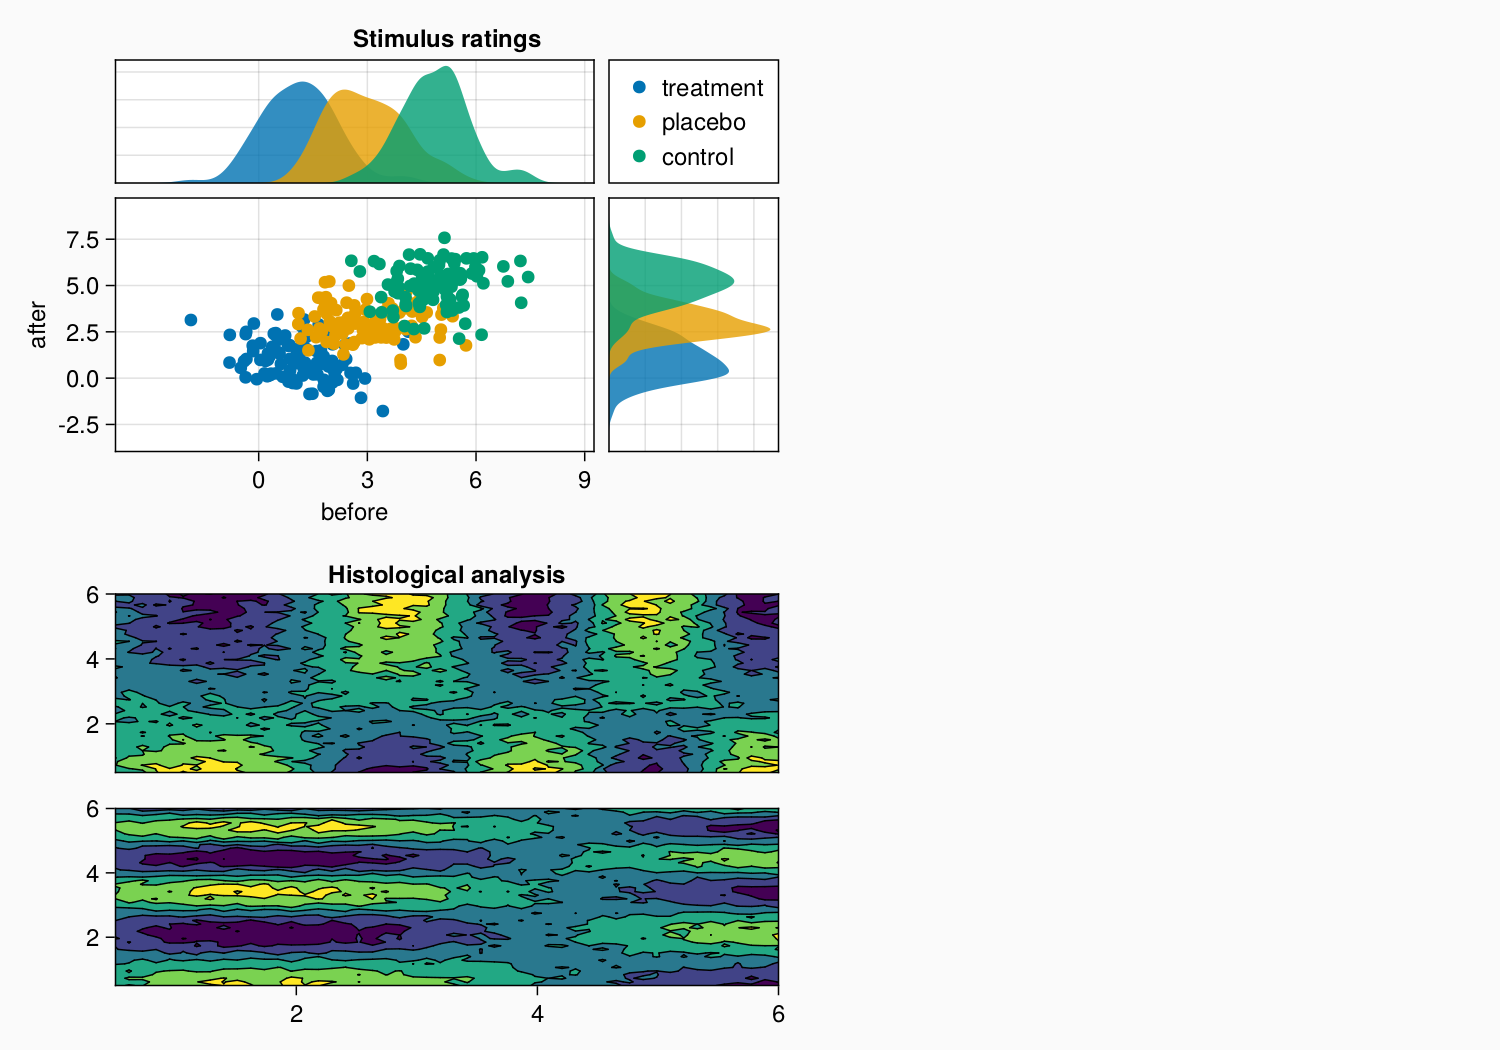 Stimulus ratings
treatment
placebo
control
after
7.5
5.0
2.5
0.0
-2.5
0 3 6 9
before
Histological analysis
6
4
2
6
4
2
2 4 6